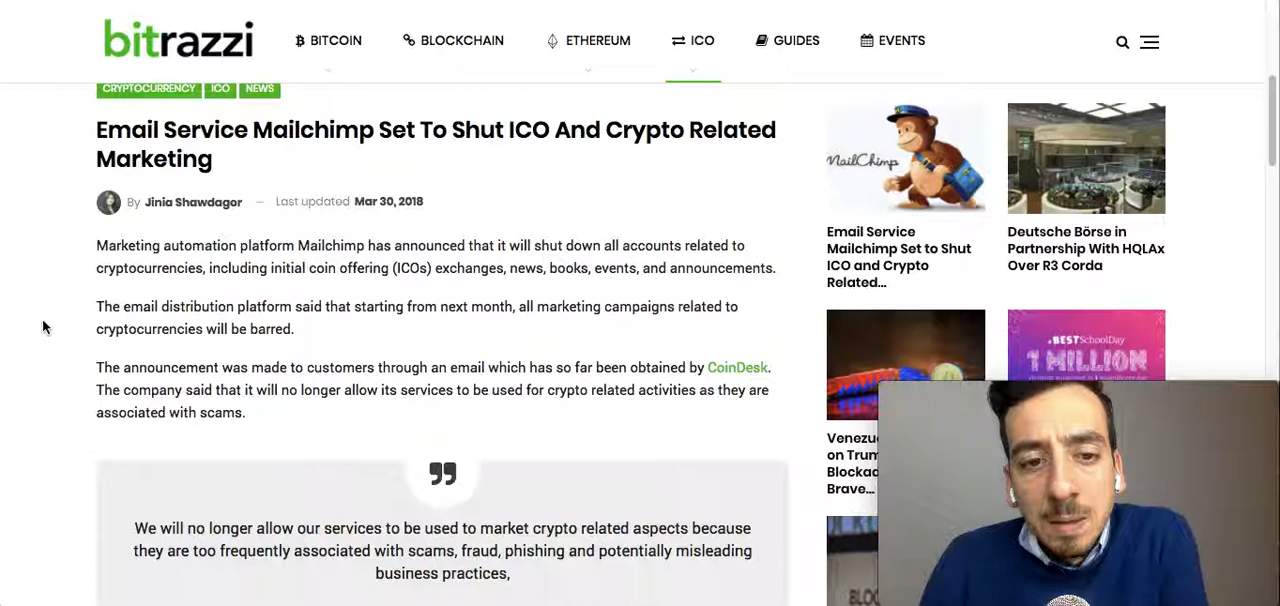 bitrazzi
BITCOIN
BLOCKCHAIN
ETHEREUM
ICO
GUIDES
EVENTS
CRYPTOCURRENCY
ICO
NEWS
Email Service Mailchimp Set To Shut ICO And Crypto Related
Marketing
By Jinia Shawdagor – Last updated Mar 30, 2018
Marketing automation platform Mailchimp has announced that it will shut down all accounts related to
cryptocurrencies, including initial coin offering (ICOs) exchanges, news, books, events, and announcements.
The email distribution platform said that starting from next month, all marketing campaigns related to
cryptocurrencies will be barred.
The announcement was made to customers through an email which has so far been obtained by CoinDesk.
The company said that it will no longer allow its services to be used for crypto related activities as they are
associated with scams.
We will no longer allow our services to be used to market crypto related aspects because
they are too frequently associated with scams, fraud, phishing and potentially misleading
business practices,
MailChimp
Email Service
Mailchimp Set to Shut
ICO and Crypto
Related...
Deutsche Börse in
Partnership With HQLAx
Over R3 Corda
#BESTSchoolDay
1 MILLION
Venezu
on Trum
Blockad
Brave...
BLOC